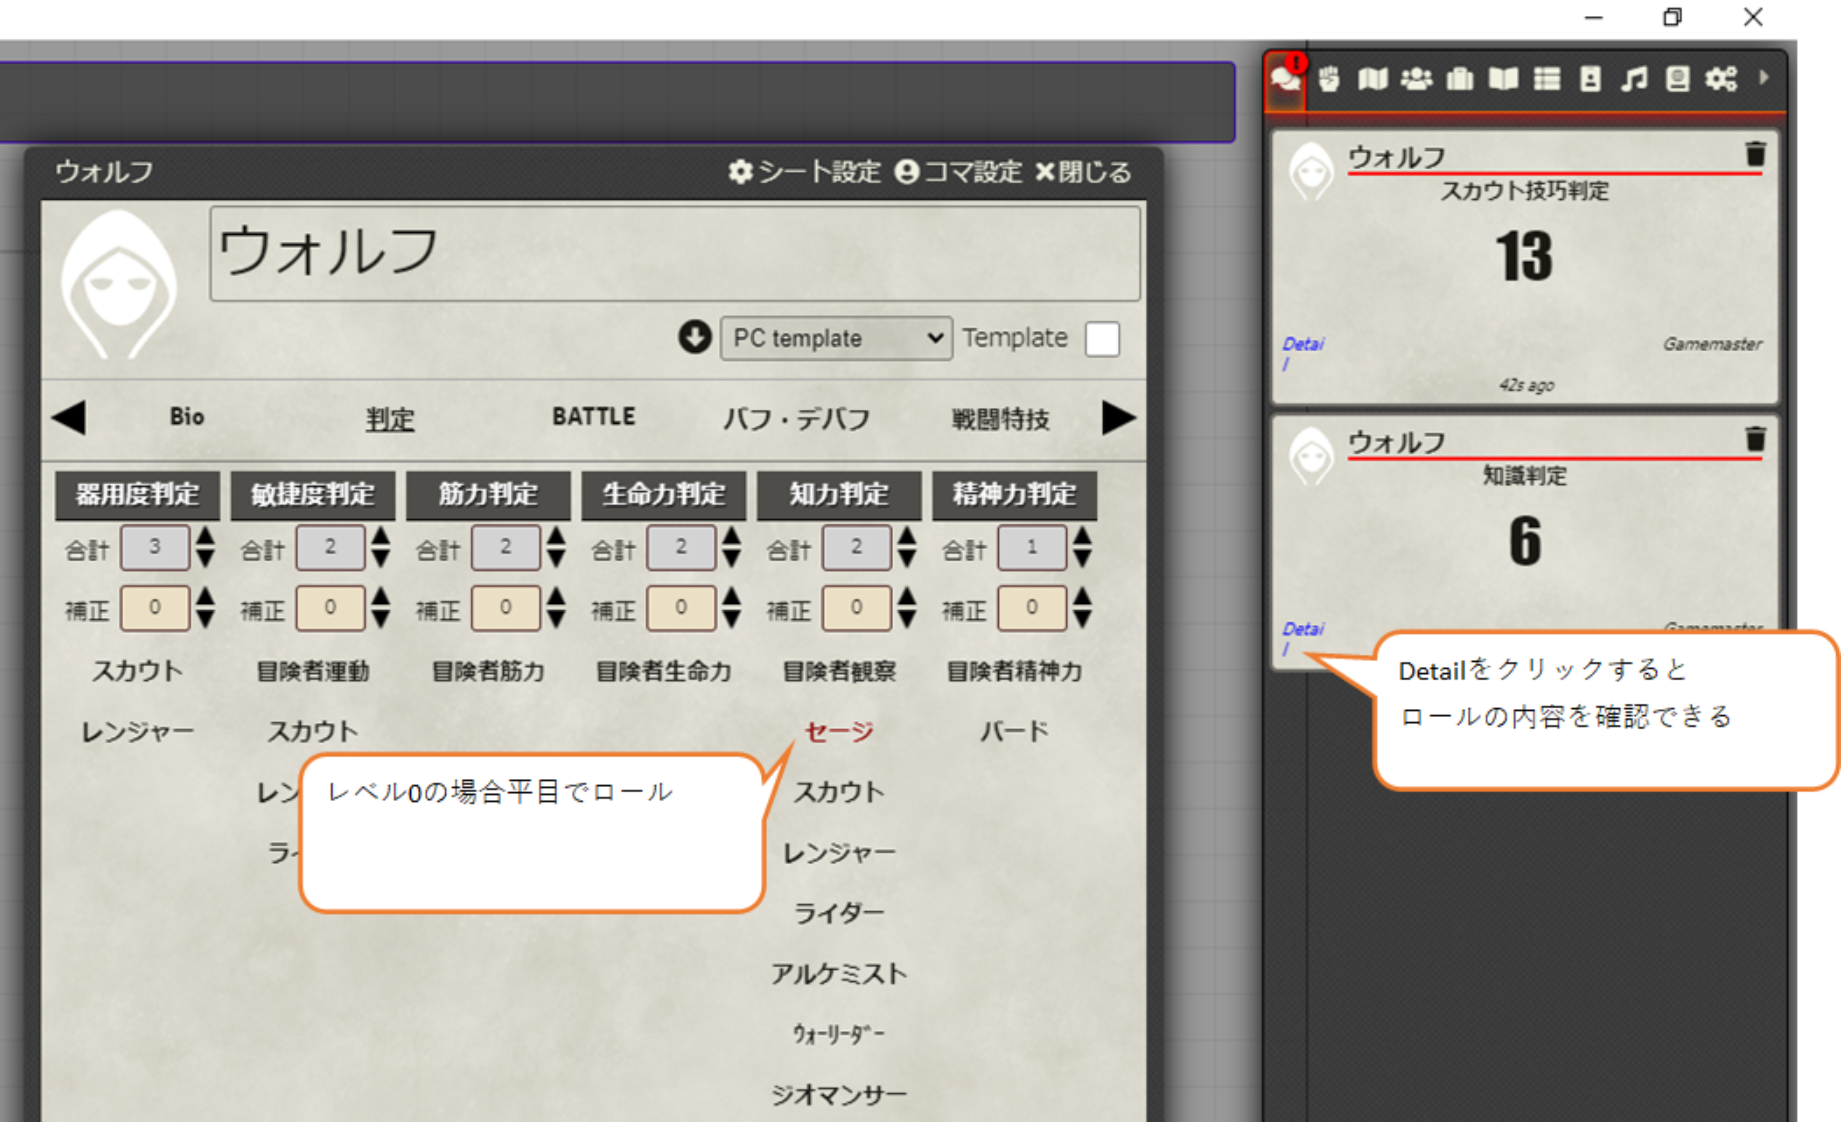 ウォルフ
シート設定 コマ設定 閉じる
ウォルフ
PC template Template
Bio 判定 BATTLE バフ・デバフ 戦闘特技
器用度判定 敏捷度判定 筋力判定 生命力判定 知力判定 精神力判定
合計 3 合計 2 合計 2 合計 2 合計 2 合計 1
補正 0 補正 0 補正 0 補正 0 補正 0 補正 0
スカウト 冒険者運動 冒険者筋力 冒険者生命力 冒険者観察 冒険者精神力
レンジャー スカウト セージ バード
レン スカウト
レベル0の場合平目でロール
レンジャー
ライダー
アルケミスト
ウォーリーダー
ジオマンサー
ウォルフ
スカウト技巧判定
13
Detai
l
Gamemaster
42s ago
ウォルフ
知識判定
6
Detai
l
Gamemaster
Detailをクリックすると
ロールの内容を確認できる